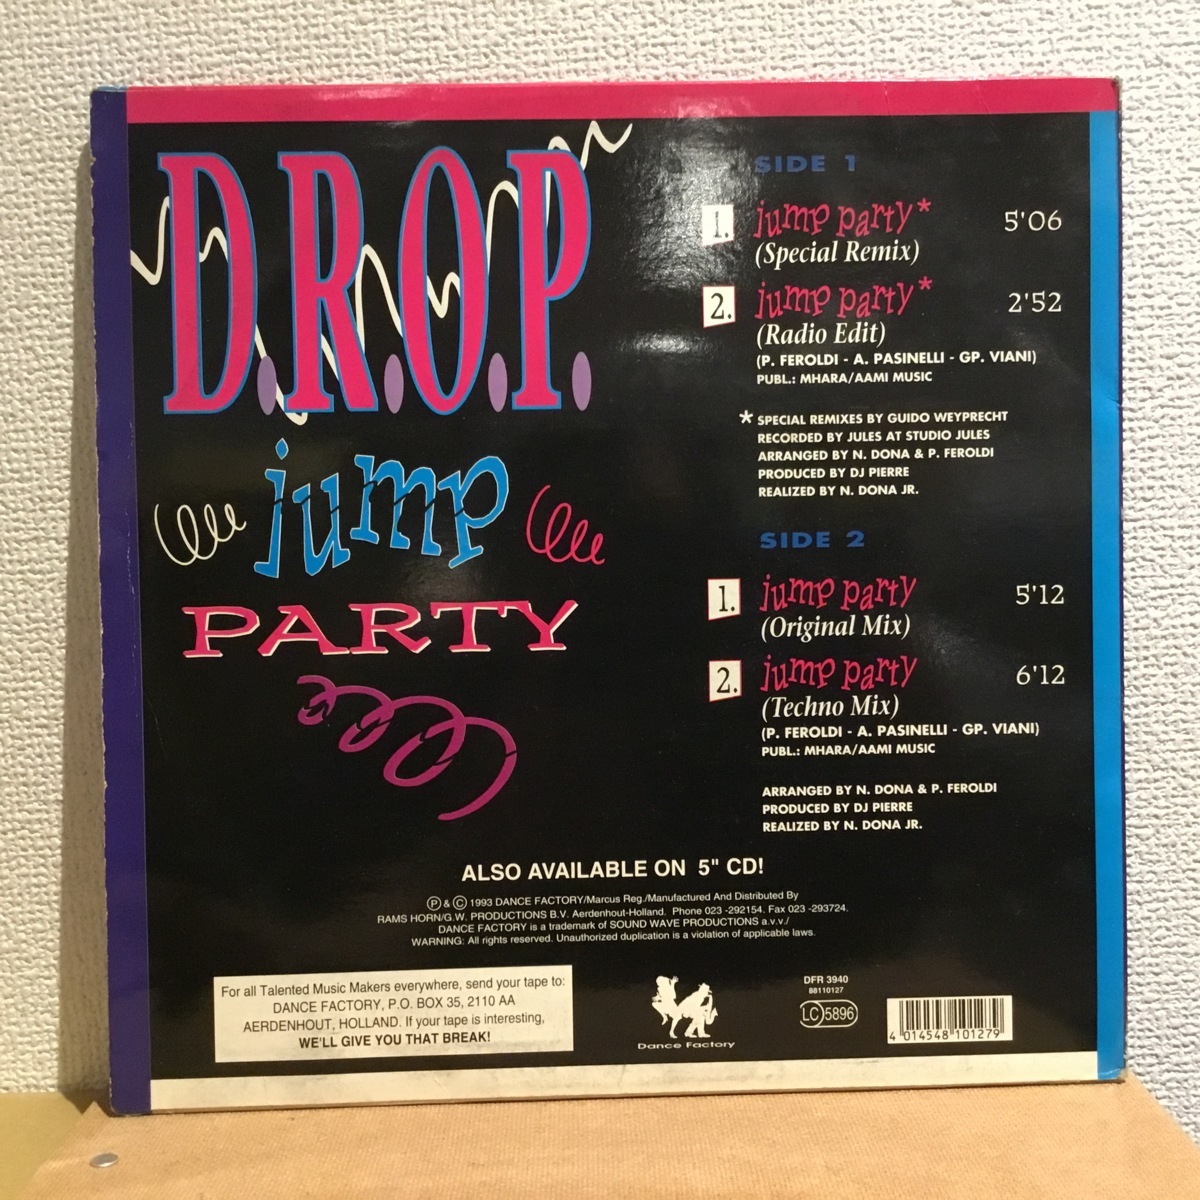 D.R.O.P.
jump
PARTY
SIDE 1
1. jump party* 5'06
(Special Remix)
2. jump party* 2'52
(Radio Edit)
(P. FEROLDI - A. PASINELLI - GP. VIANI)
PUBL.: MHARA/AAMI MUSIC
* SPECIAL REMIXES BY GUIDO WEYPRECHT
RECORDED BY JULES AT STUDIO JULES
ARRANGED BY N. DONA & P. FEROLDI
PRODUCED BY DJ PIERRE
REALIZED BY N. DONA JR.
SIDE 2
1. jump party 5'12
(Original Mix)
2. jump party 6'12
(Techno Mix)
(P. FEROLDI - A. PASINELLI - GP. VIANI)
PUBL.: MHARA/AAMI MUSIC
ARRANGED BY N. DONA & P. FEROLDI
PRODUCED BY DJ PIERRE
REALIZED BY N. DONA JR.
ALSO AVAILABLE ON 5" CD!
Ⓟ & © 1993 DANCE FACTORY/Marcus Reg./Manufactured And Distributed By
RAMS HORN/G.W. PRODUCTIONS B.V. Aerdenhout-Holland. Phone 023 -292154. Fax 023 -293724.
DANCE FACTORY is a trademark of SOUND WAVE PRODUCTIONS a.v.v./
WARNING: All rights reserved. Unauthorized duplication is a violation of applicable laws.
For all Talented Music Makers everywhere, send your tape to:
DANCE FACTORY, P.O. BOX 35, 2110 AA
AERDENHOUT, HOLLAND. If your tape is interesting,
WE'LL GIVE YOU THAT BREAK!
Dance Factory
DFR 3940
88110127
LC 5896
4 014548 101279